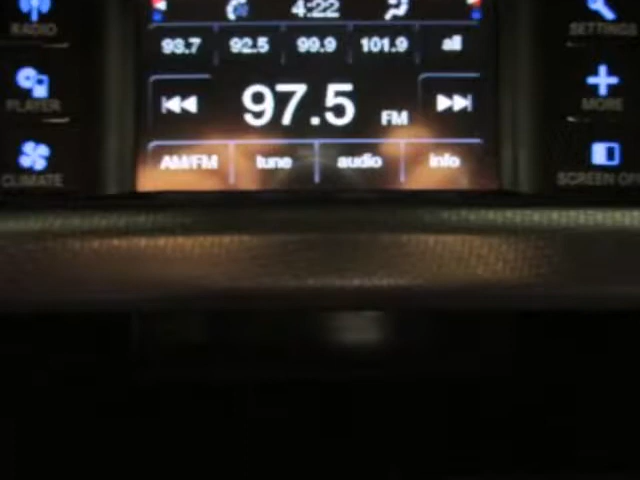 4:22
RADIO
SETTINGS
93.7 92.5 99.9 101.9 all
PLAYER
97.5 FM
MORE
AM/FM tune audio info
CLIMATE
SCREEN OFF